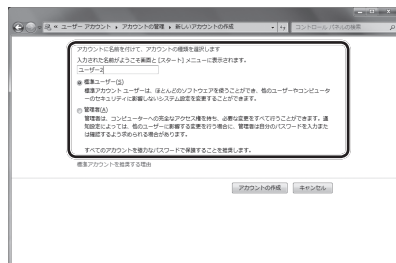 « ユーザー アカウント ▸ アカウントの管理 ▸ 新しいアカウントの作成
コントロール パネルの検索
アカウントに名前を付けて、アカウントの種類を選択します
入力された名前がようこそ画面と [スタート] メニューに表示されます。
ユーザー2
標準ユーザー(S)
標準アカウント ユーザーは、ほとんどのソフトウェアを使うことができ、他のユーザーやコンピュータ
ーのセキュリティに影響しないシステム設定を変更することができます。
管理者(A)
管理者は、コンピューターへの完全なアクセス権を持ち、必要な変更をすべて行うことができます。通
知設定によっては、他のユーザーに影響する変更を行う場合に、管理者は自分のパスワードを入力また
は確認するよう求められる場合があります。
すべてのアカウントを強力なパスワードで保護することを推奨します。
標準アカウントを推奨する理由
アカウントの作成
キャンセル